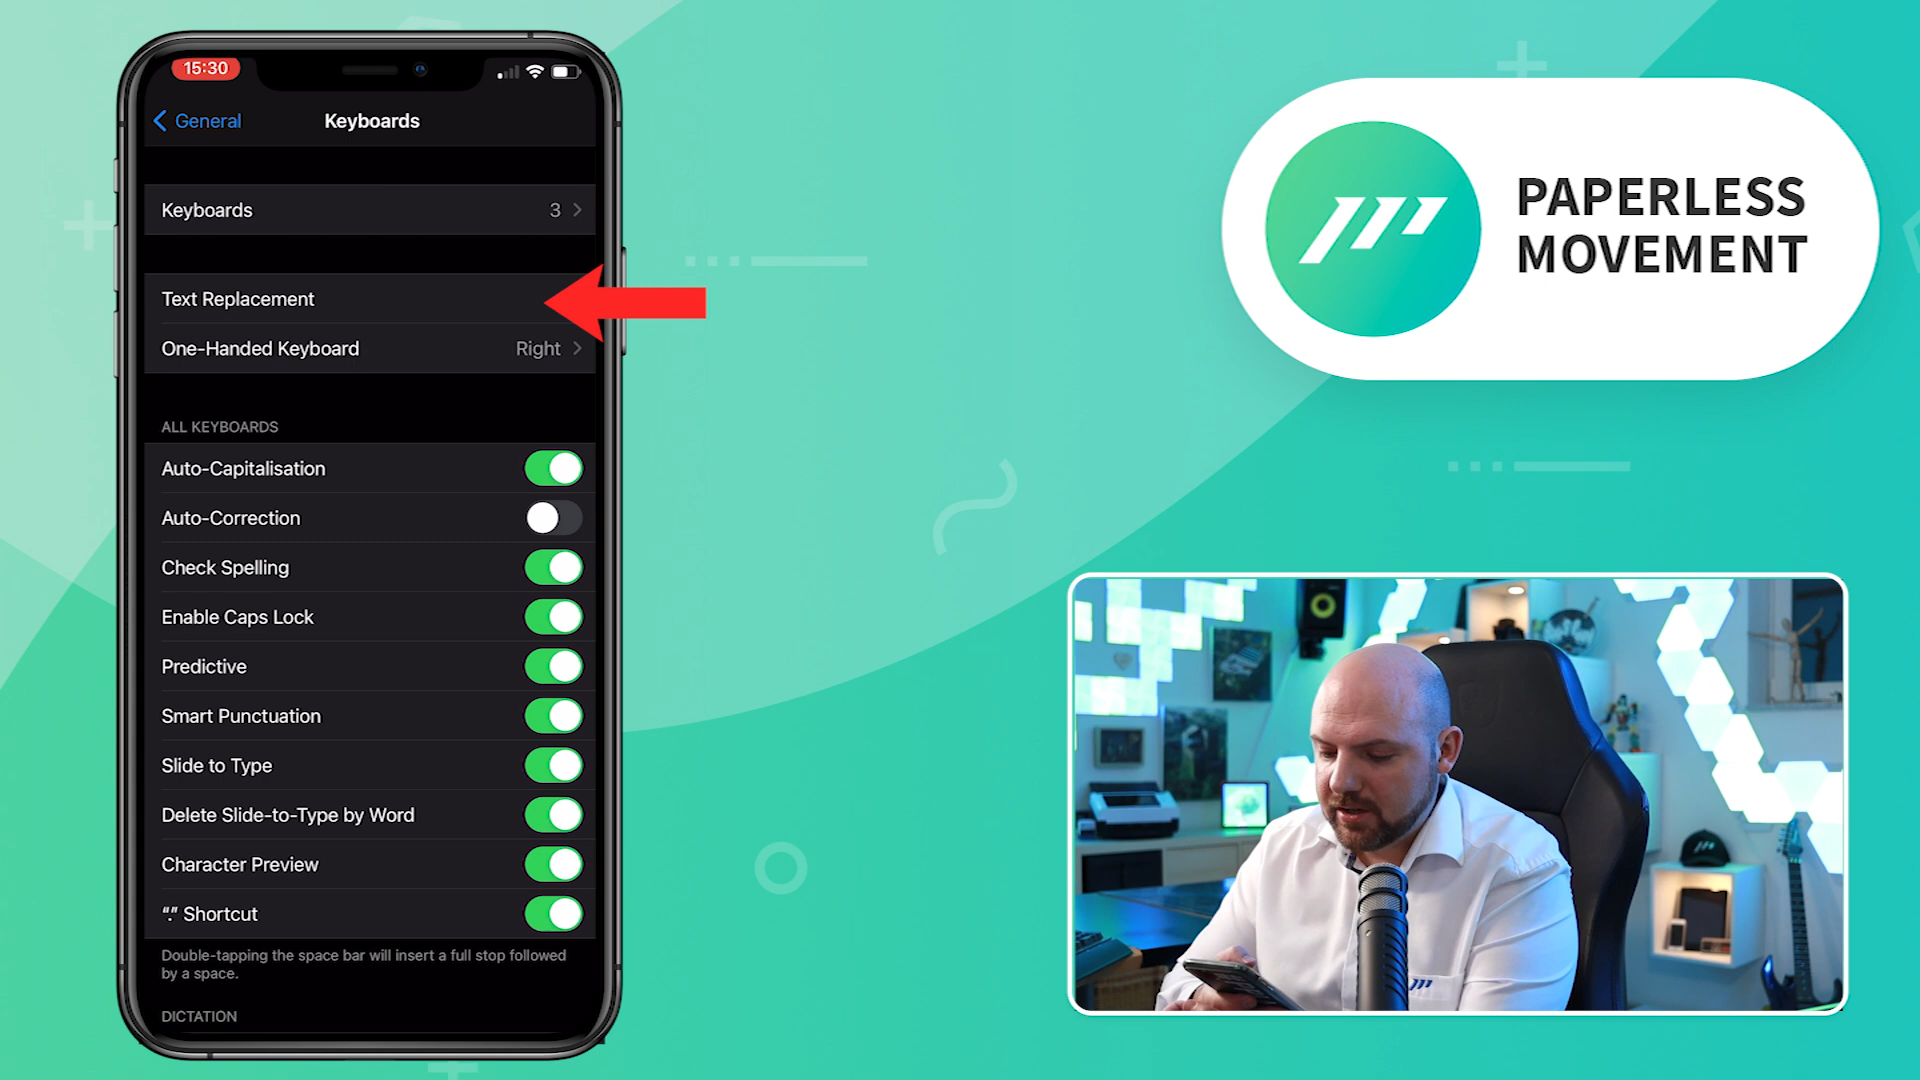 15:30
General
Keyboards
Keyboards
3
Text Replacement
One-Handed Keyboard
Right
ALL KEYBOARDS
Auto-Capitalisation
Auto-Correction
Check Spelling
Enable Caps Lock
Predictive
Smart Punctuation
Slide to Type
Delete Slide-to-Type by Word
Character Preview
“.” Shortcut
Double-tapping the space bar will insert a full stop followed
by a space.
DICTATION
PAPERLESS
MOVEMENT